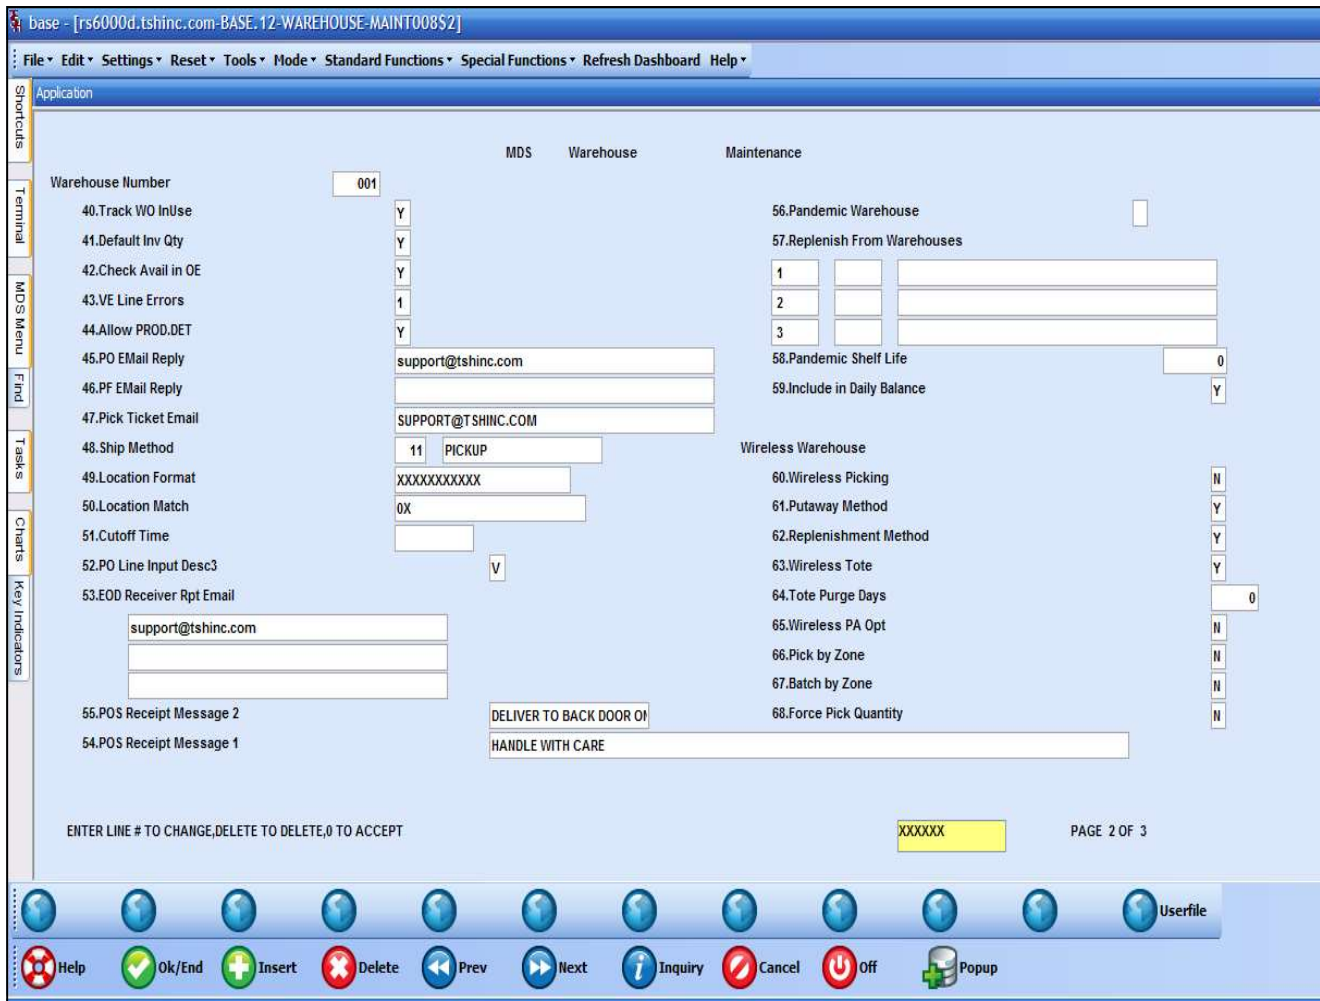 base - [rs6000d.tshinc.com-BASE.12-WAREHOUSE-MAINT008$2]
File Edit Settings Reset Tools Mode Standard Functions Special Functions Refresh Dashboard Help
Application
Shortcuts
Terminal
MDS Menu
Find
Tasks
Charts
Key Indicators
MDS Warehouse Maintenance
Warehouse Number 001
40.Track WO InUse Y
41.Default Inv Qty Y
42.Check Avail in OE Y
43.VE Line Errors 1
44.Allow PROD.DET Y
45.PO EMail Reply support@tshinc.com
46.PF EMail Reply
47.Pick Ticket Email SUPPORT@TSHINC.COM
48.Ship Method 11 PICKUP
49.Location Format XXXXXXXXXXX
50.Location Match 0X
51.Cutoff Time
52.PO Line Input Desc3 V
53.EOD Receiver Rpt Email
support@tshinc.com
55.POS Receipt Message 2 DELIVER TO BACK DOOR
54.POS Receipt Message 1 HANDLE WITH CARE
56.Pandemic Warehouse
57.Replenish From Warehouses
1
2
3
58.Pandemic Shelf Life 0
59.Include in Daily Balance Y
Wireless Warehouse
60.Wireless Picking N
61.Putaway Method Y
62.Replenishment Method Y
63.Wireless Tote Y
64.Tote Purge Days 0
65.Wireless PA Opt N
66.Pick by Zone N
67.Batch by Zone N
68.Force Pick Quantity N
ENTER LINE # TO CHANGE,DELETE TO DELETE,0 TO ACCEPT XXXXXX PAGE 2 OF 3
Userfile
Help Ok/End Insert Delete Prev Next Inquiry Cancel Off Popup